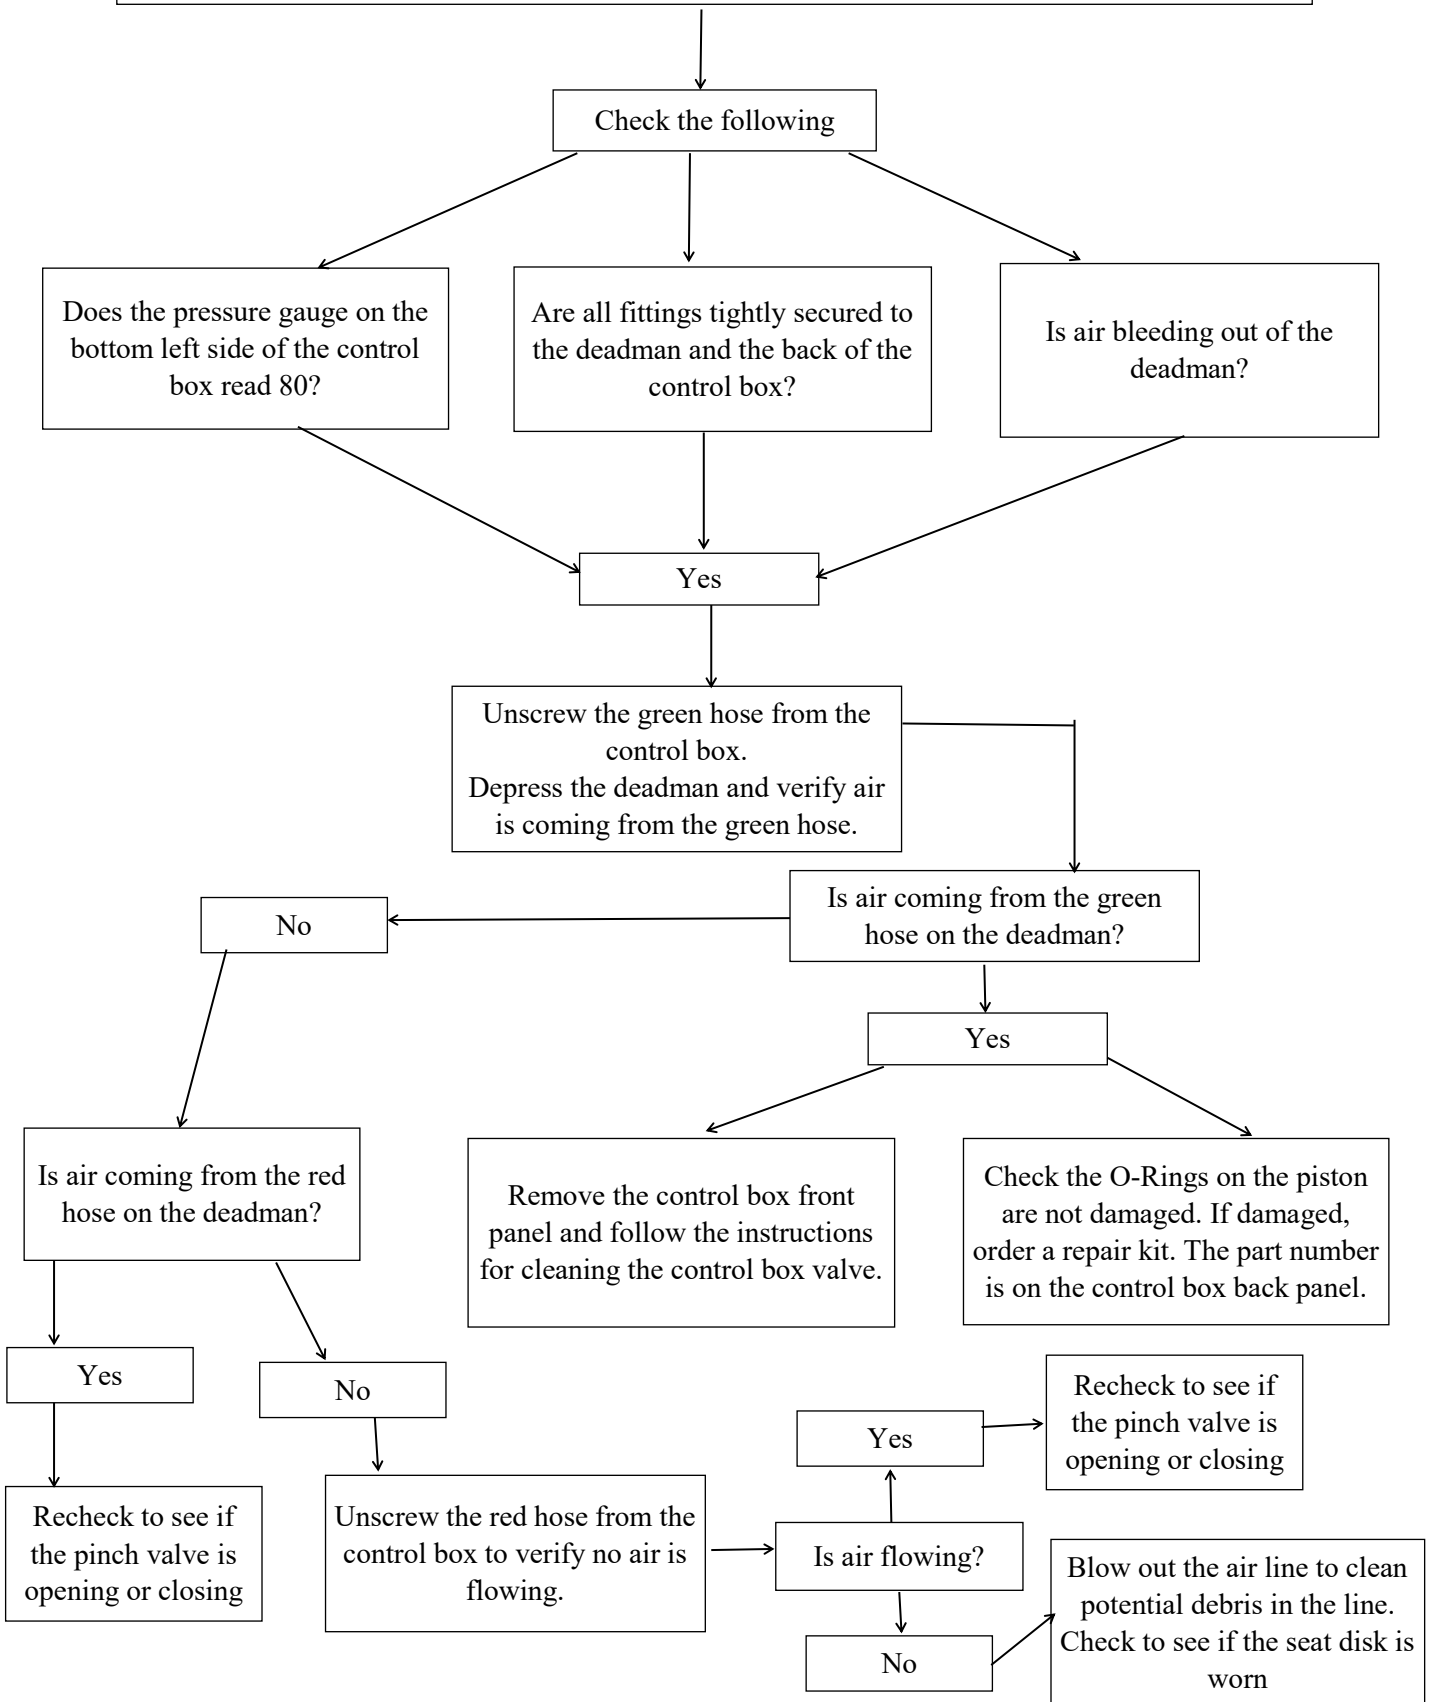 Check the following
Does the pressure gauge on the
bottom left side of the control
box read 80?
Are all fittings tightly secured to
the deadman and the back of the
control box?
Is air bleeding out of the
deadman?
Yes
Unscrew the green hose from the
control box.
Depress the deadman and verify air
is coming from the green hose.
Is air coming from the green
hose on the deadman?
No
Yes
Is air coming from the red
hose on the deadman?
Remove the control box front
panel and follow the instructions
for cleaning the control box valve.
Check the O-Rings on the piston
are not damaged. If damaged,
order a repair kit. The part number
is on the control box back panel.
Yes
No
Recheck to see if
the pinch valve is
opening or closing
Unscrew the red hose from the
control box to verify no air is
flowing.
Is air flowing?
Yes
Recheck to see if
the pinch valve is
opening or closing
No
Blow out the air line to clean
potential debris in the line.
Check to see if the seat disk is
worn